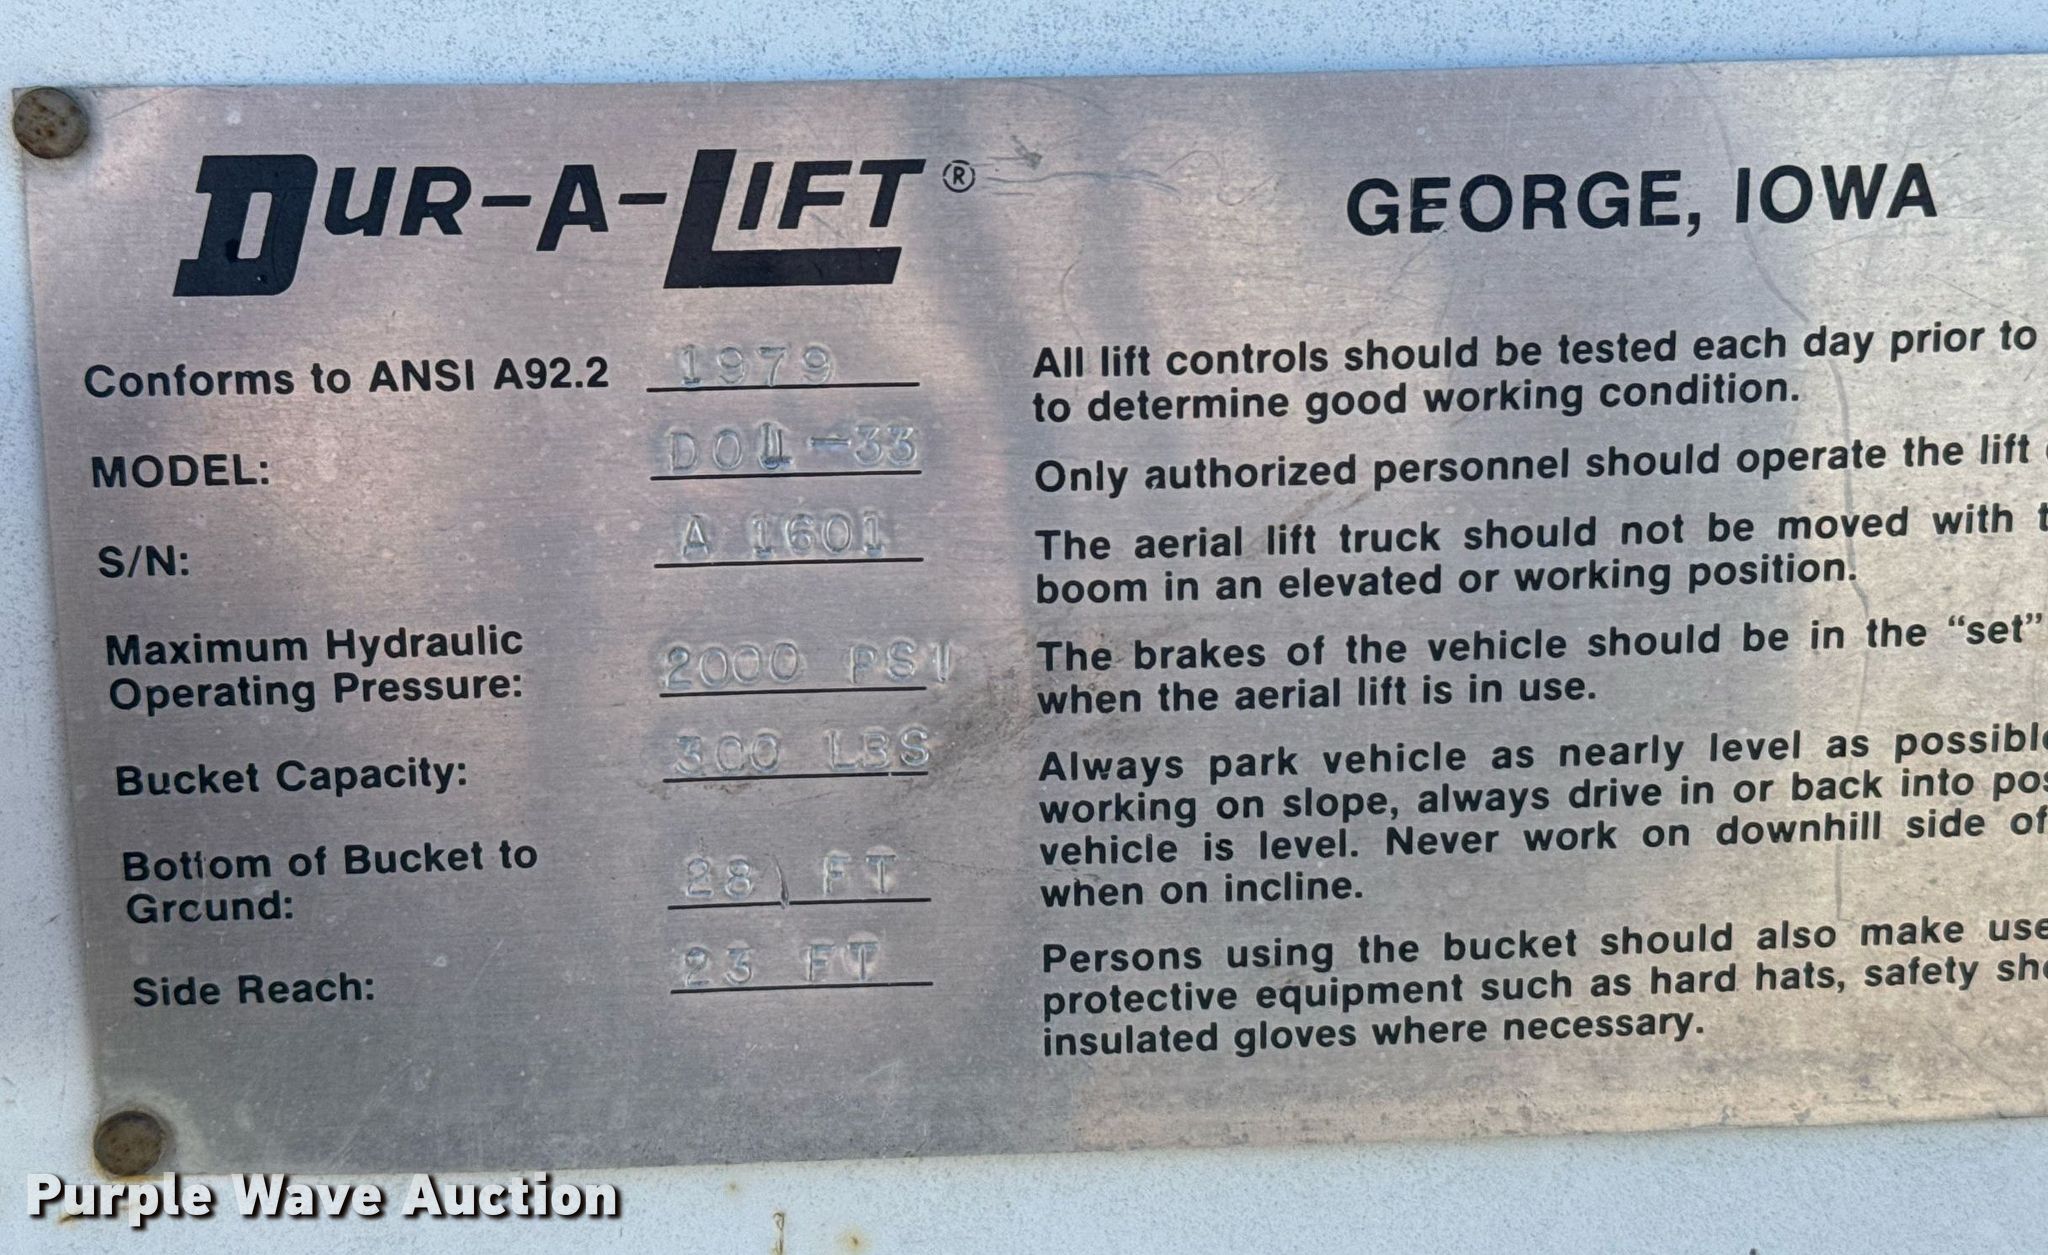 DUR-A-LIFT®
GEORGE, IOWA
Conforms to ANSI A92.2 1979
MODEL: -33
S/N: A 1601
Maximum Hydraulic
Operating Pressure: 2000 PSI
Bucket Capacity: 300 LBS
Bottom of Bucket to
Ground: 28 FT
Side Reach: 23 FT
All lift controls should be tested each day prior to
to determine good working condition.
Only authorized personnel should operate the lift
The aerial lift truck should not be moved with
boom in an elevated or working position.
The brakes of the vehicle should be in the "set"
when the aerial lift is in use.
Always park vehicle as nearly level as
working on slope, always drive in or back into
vehicle is level. Never work on downhill side of
when on incline.
Persons using the bucket should also make use
protective equipment such as hard hats, safety
insulated gloves where necessary.
Purple Wave Auction